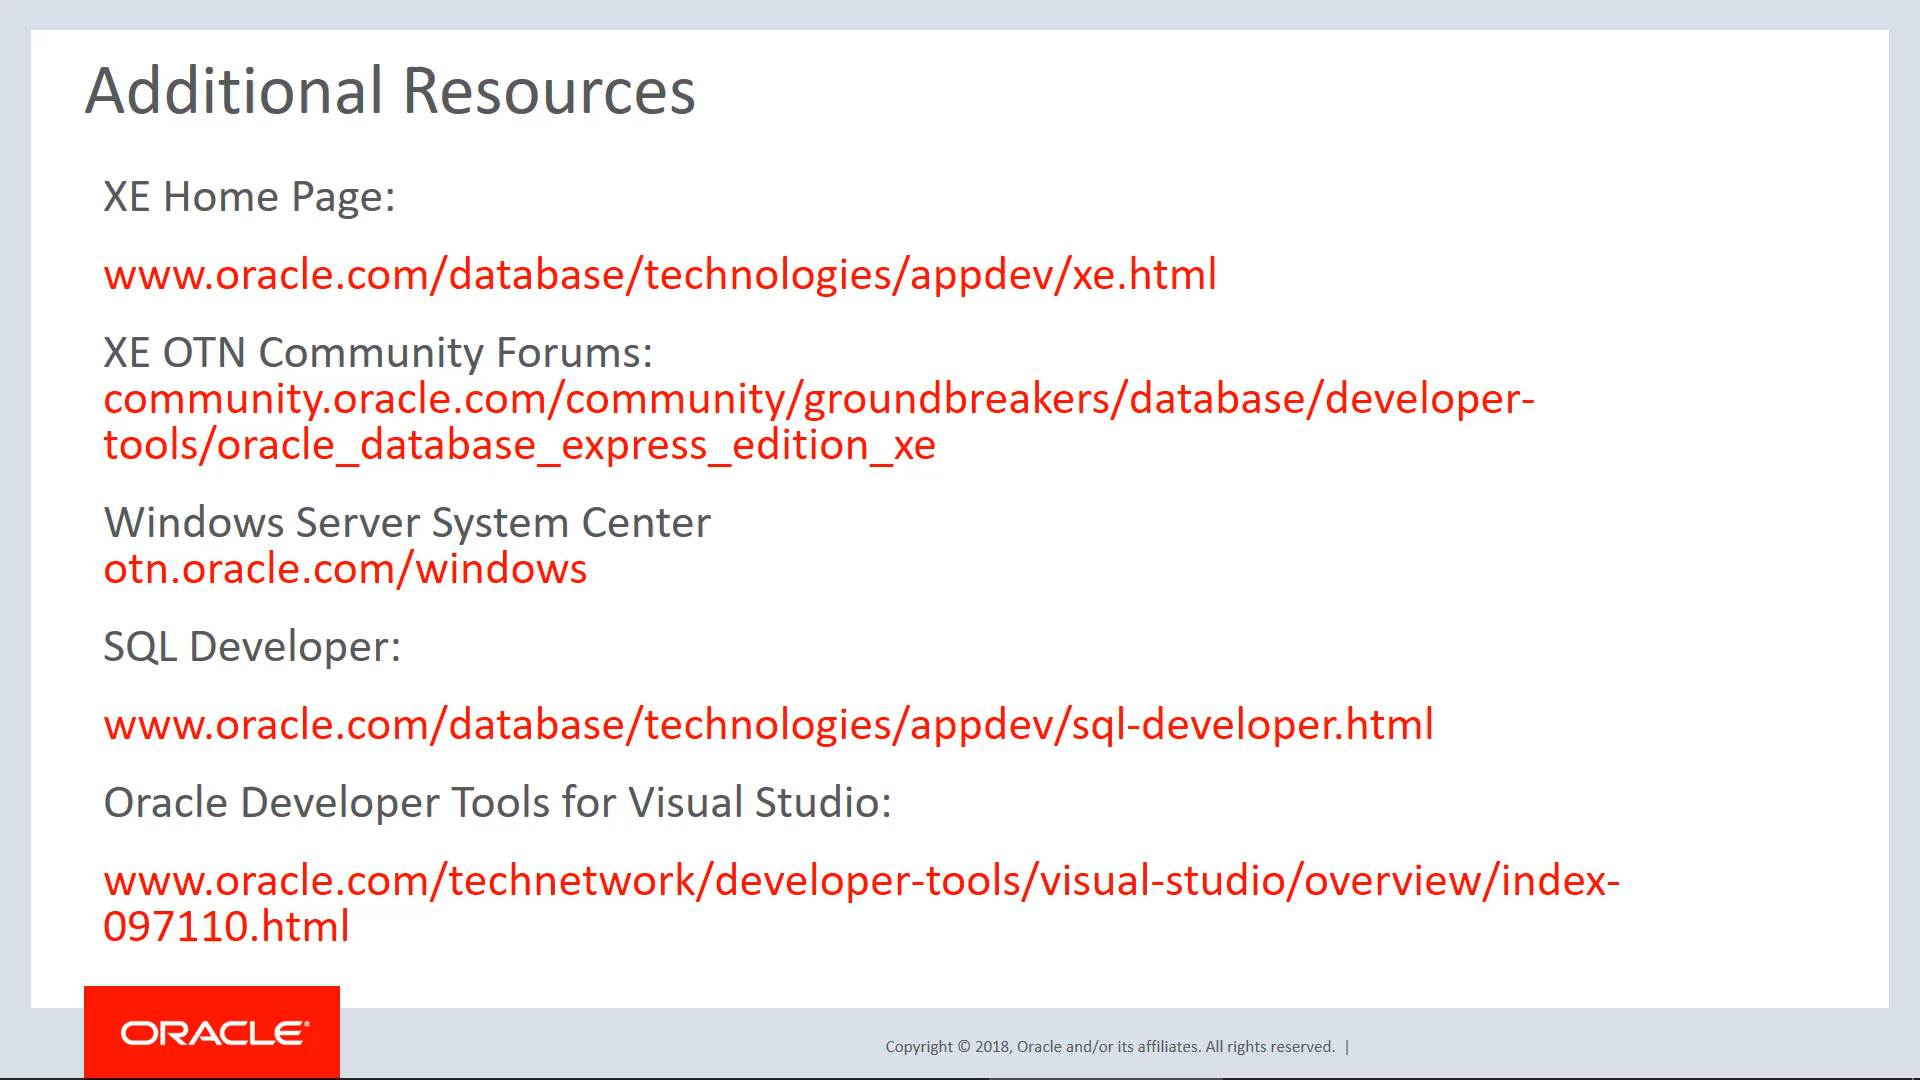 Additional Resources
XE Home Page:
www.oracle.com/database/technologies/appdev/xe.html
XE OTN Community Forums:
community.oracle.com/community/groundbreakers/database/developer-
tools/oracle_database_express_edition_xe
Windows Server System Center
otn.oracle.com/windows
SQL Developer:
www.oracle.com/database/technologies/appdev/sql-developer.html
Oracle Developer Tools for Visual Studio:
www.oracle.com/technetwork/developer-tools/visual-studio/overview/index-
097110.html
ORACLE®
Copyright © 2018, Oracle and/or its affiliates. All rights reserved. |